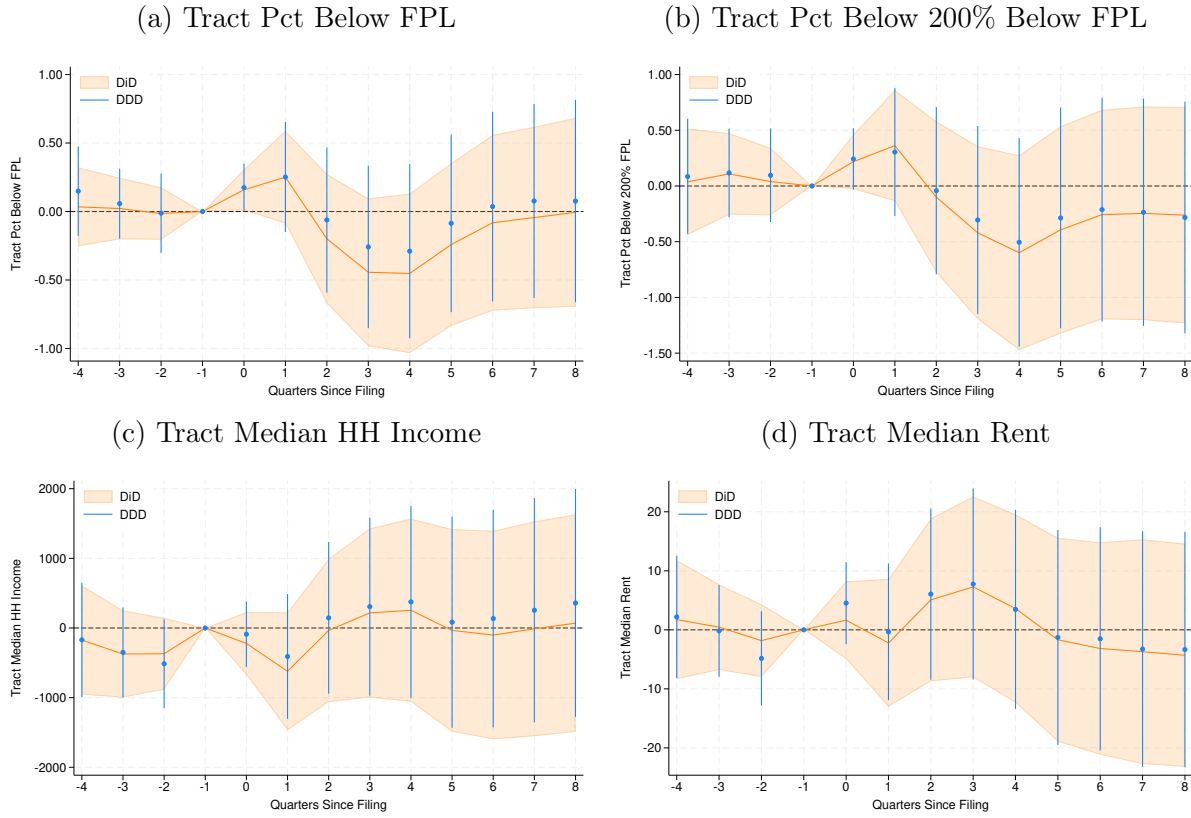 (a) Tract Pct Below FPL
1.00
0.50
0.00
-0.50
-1.00
Tract Pct Below FPL
DiD
DDD
-4 -3 -2 -1 0 1 2 3 4 5 6 7 8
Quarters Since Filing
(b) Tract Pct Below 200% Below FPL
1.00
0.50
0.00
-0.50
-1.00
-1.50
Tract Pct Below 200% FPL
DiD
DDD
-4 -3 -2 -1 0 1 2 3 4 5 6 7 8
Quarters Since Filing
(c) Tract Median HH Income
2000
1000
0
-1000
-2000
Tract Median HH Income
DiD
DDD
-4 -3 -2 -1 0 1 2 3 4 5 6 7 8
Quarters Since Filing
(d) Tract Median Rent
20
10
0
-10
-20
Tract Median Rent
DiD
DDD
-4 -3 -2 -1 0 1 2 3 4 5 6 7 8
Quarters Since Filing